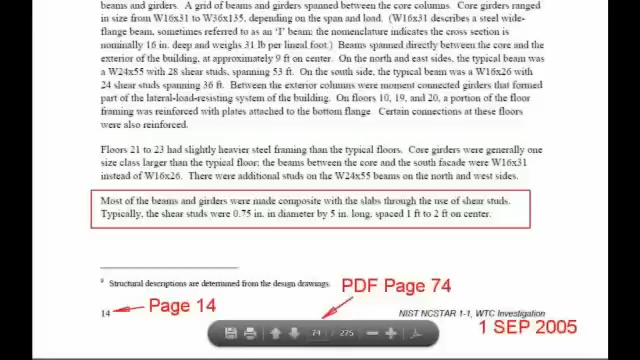 beams and girders. A grid of beams and girders spanned between the core columns. Core girders ranged
in size from W16x31 to W36x135, depending on the span and load. (W16x31 describes a steel wide-
flange beam, sometimes referred to as an 'I' beam; the nomenclature indicates the cross section is
nominally 16 in. deep and weighs 31 lb per lineal foot.) Beams spanned directly between the core and the
exterior of the building, at approximately 9 ft on center. On the north and east sides, the typical beam was
a W24x55 with 28 shear studs, spanning 53 ft. On the south side, the typical beam was a W16x26 with
24 shear studs spanning 36 ft. Between the exterior columns were moment connected girders that formed
part of the lateral-load-resisting system of the building. On floors 10, 19, and 20, a portion of the floor
framing was reinforced with plates attached to the bottom flange. Certain connections at these floors
were also reinforced.
Floors 21 to 23 had slightly heavier steel framing than the typical floors. Core girders were generally one
size class larger than the typical floor; the beams between the core and the south facade were W16x31
instead of W16x26. There were additional studs on the W24x55 beams on the north and west sides.
Most of the beams and girders were made composite with the slabs through the use of shear studs.
Typically, the shear studs were 0.75 in. in diameter by 5 in. long, spaced 1 ft to 2 ft on center.
9 Structural descriptions are determined from the design drawings.
PDF Page 74
14 Page 14 NIST NCSTAR 1-1, WTC Investigation
74 / 275 1 SEP 2005